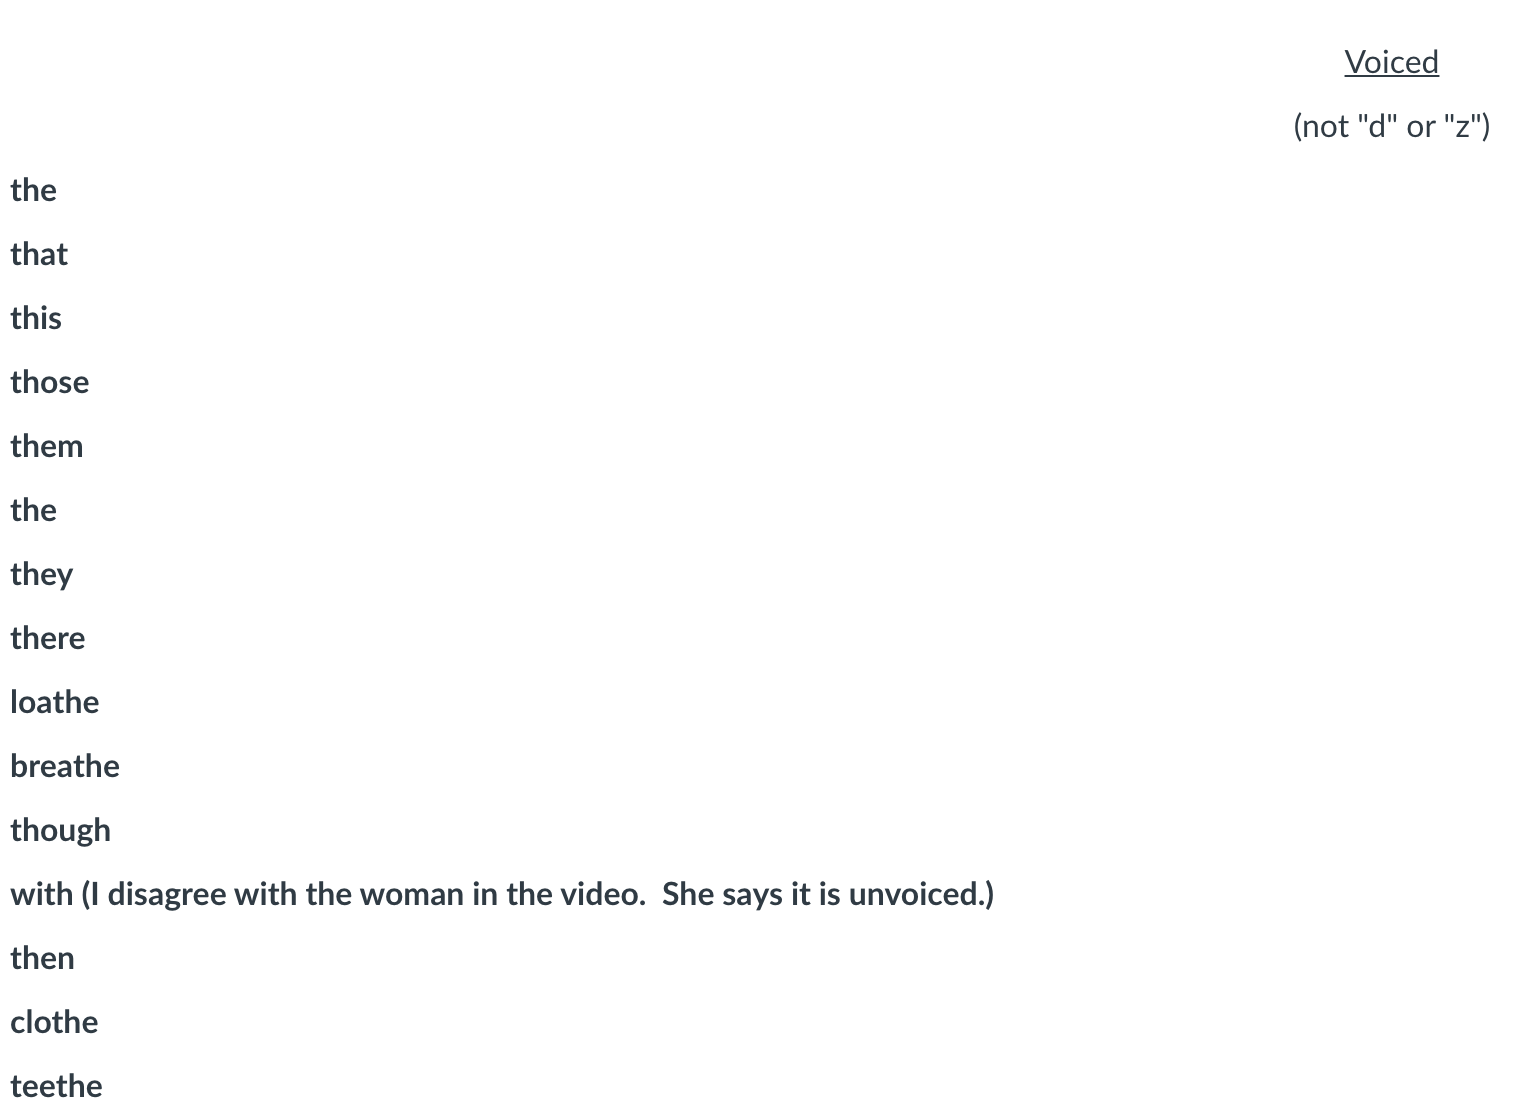 Voiced
(not "d" or "z")
the
that
this
those
them
the
they
there
loathe
breathe
though
with (I disagree with the woman in the video.  She says it is unvoiced.)
then
clothe
teethe